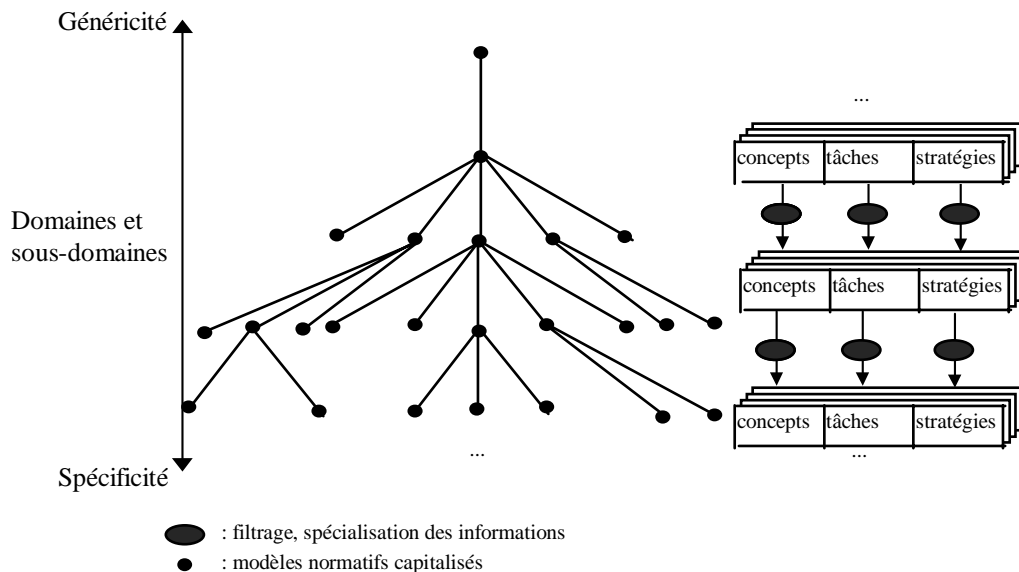 Généricité
...
concepts tâches stratégies
Domaines et
sous-domaines
concepts tâches stratégies
concepts tâches stratégies
...
...
Spécificité
: filtrage, spécialisation des informations
: modèles normatifs capitalisés